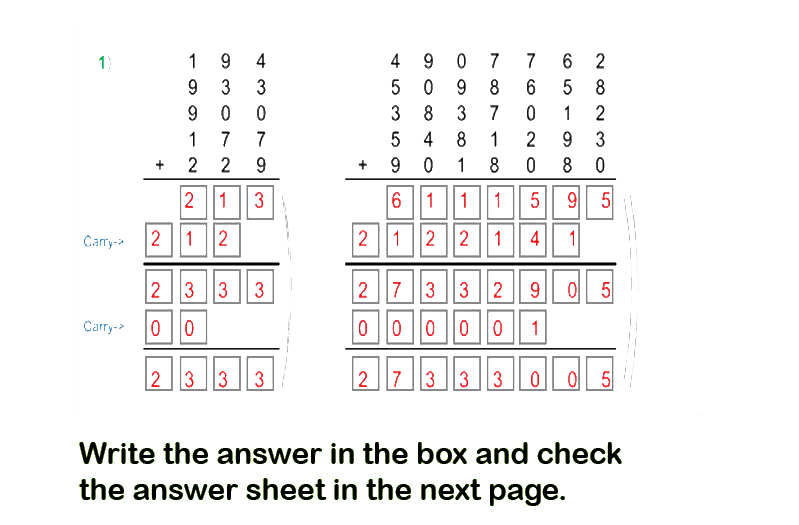 1) 1 9 4 4 9 0 7 7 6 2
9 3 3 5 0 9 8 6 5 8
9 0 0 3 8 3 7 0 1 2
1 7 7 5 4 8 1 2 9 3
+ 2 2 9 + 9 0 1 8 0 8 0
2 1 3 6 1 1 1 5 9 5
Carry-> 2 1 2 2 1 2 2 1 4 1
2 3 3 3 2 7 3 3 2 9 0 5
Carry-> 0 0 0 0 0 0 0 1
2 3 3 3 2 7 3 3 3 0 0 5
Write the answer in the box and check
the answer sheet in the next page.